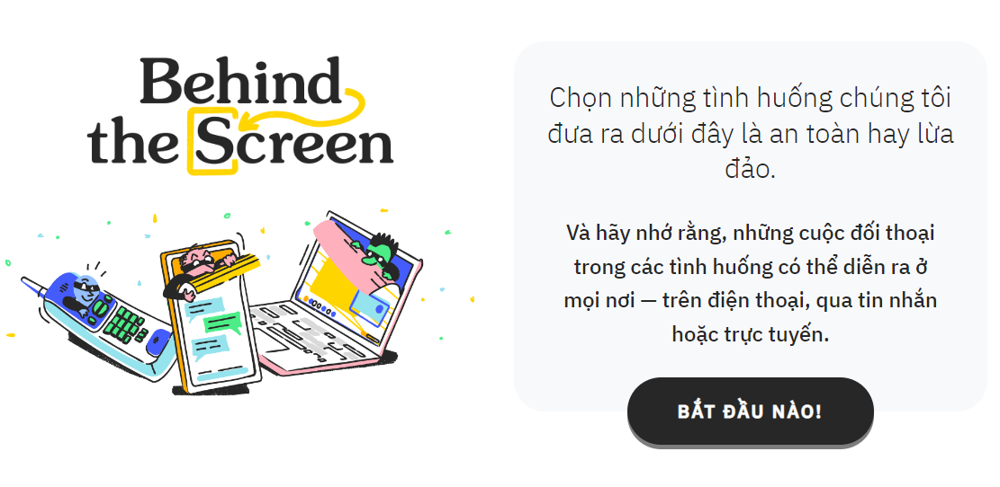 Behind
the Screen
Chọn những tình huống chúng tôi
đưa ra dưới đây là an toàn hay lừa
đảo.
Và hãy nhớ rằng, những cuộc đối thoại
trong các tình huống có thể diễn ra ở
mọi nơi — trên điện thoại, qua tin nhắn
hoặc trực tuyến.
BẮT ĐẦU NÀO!